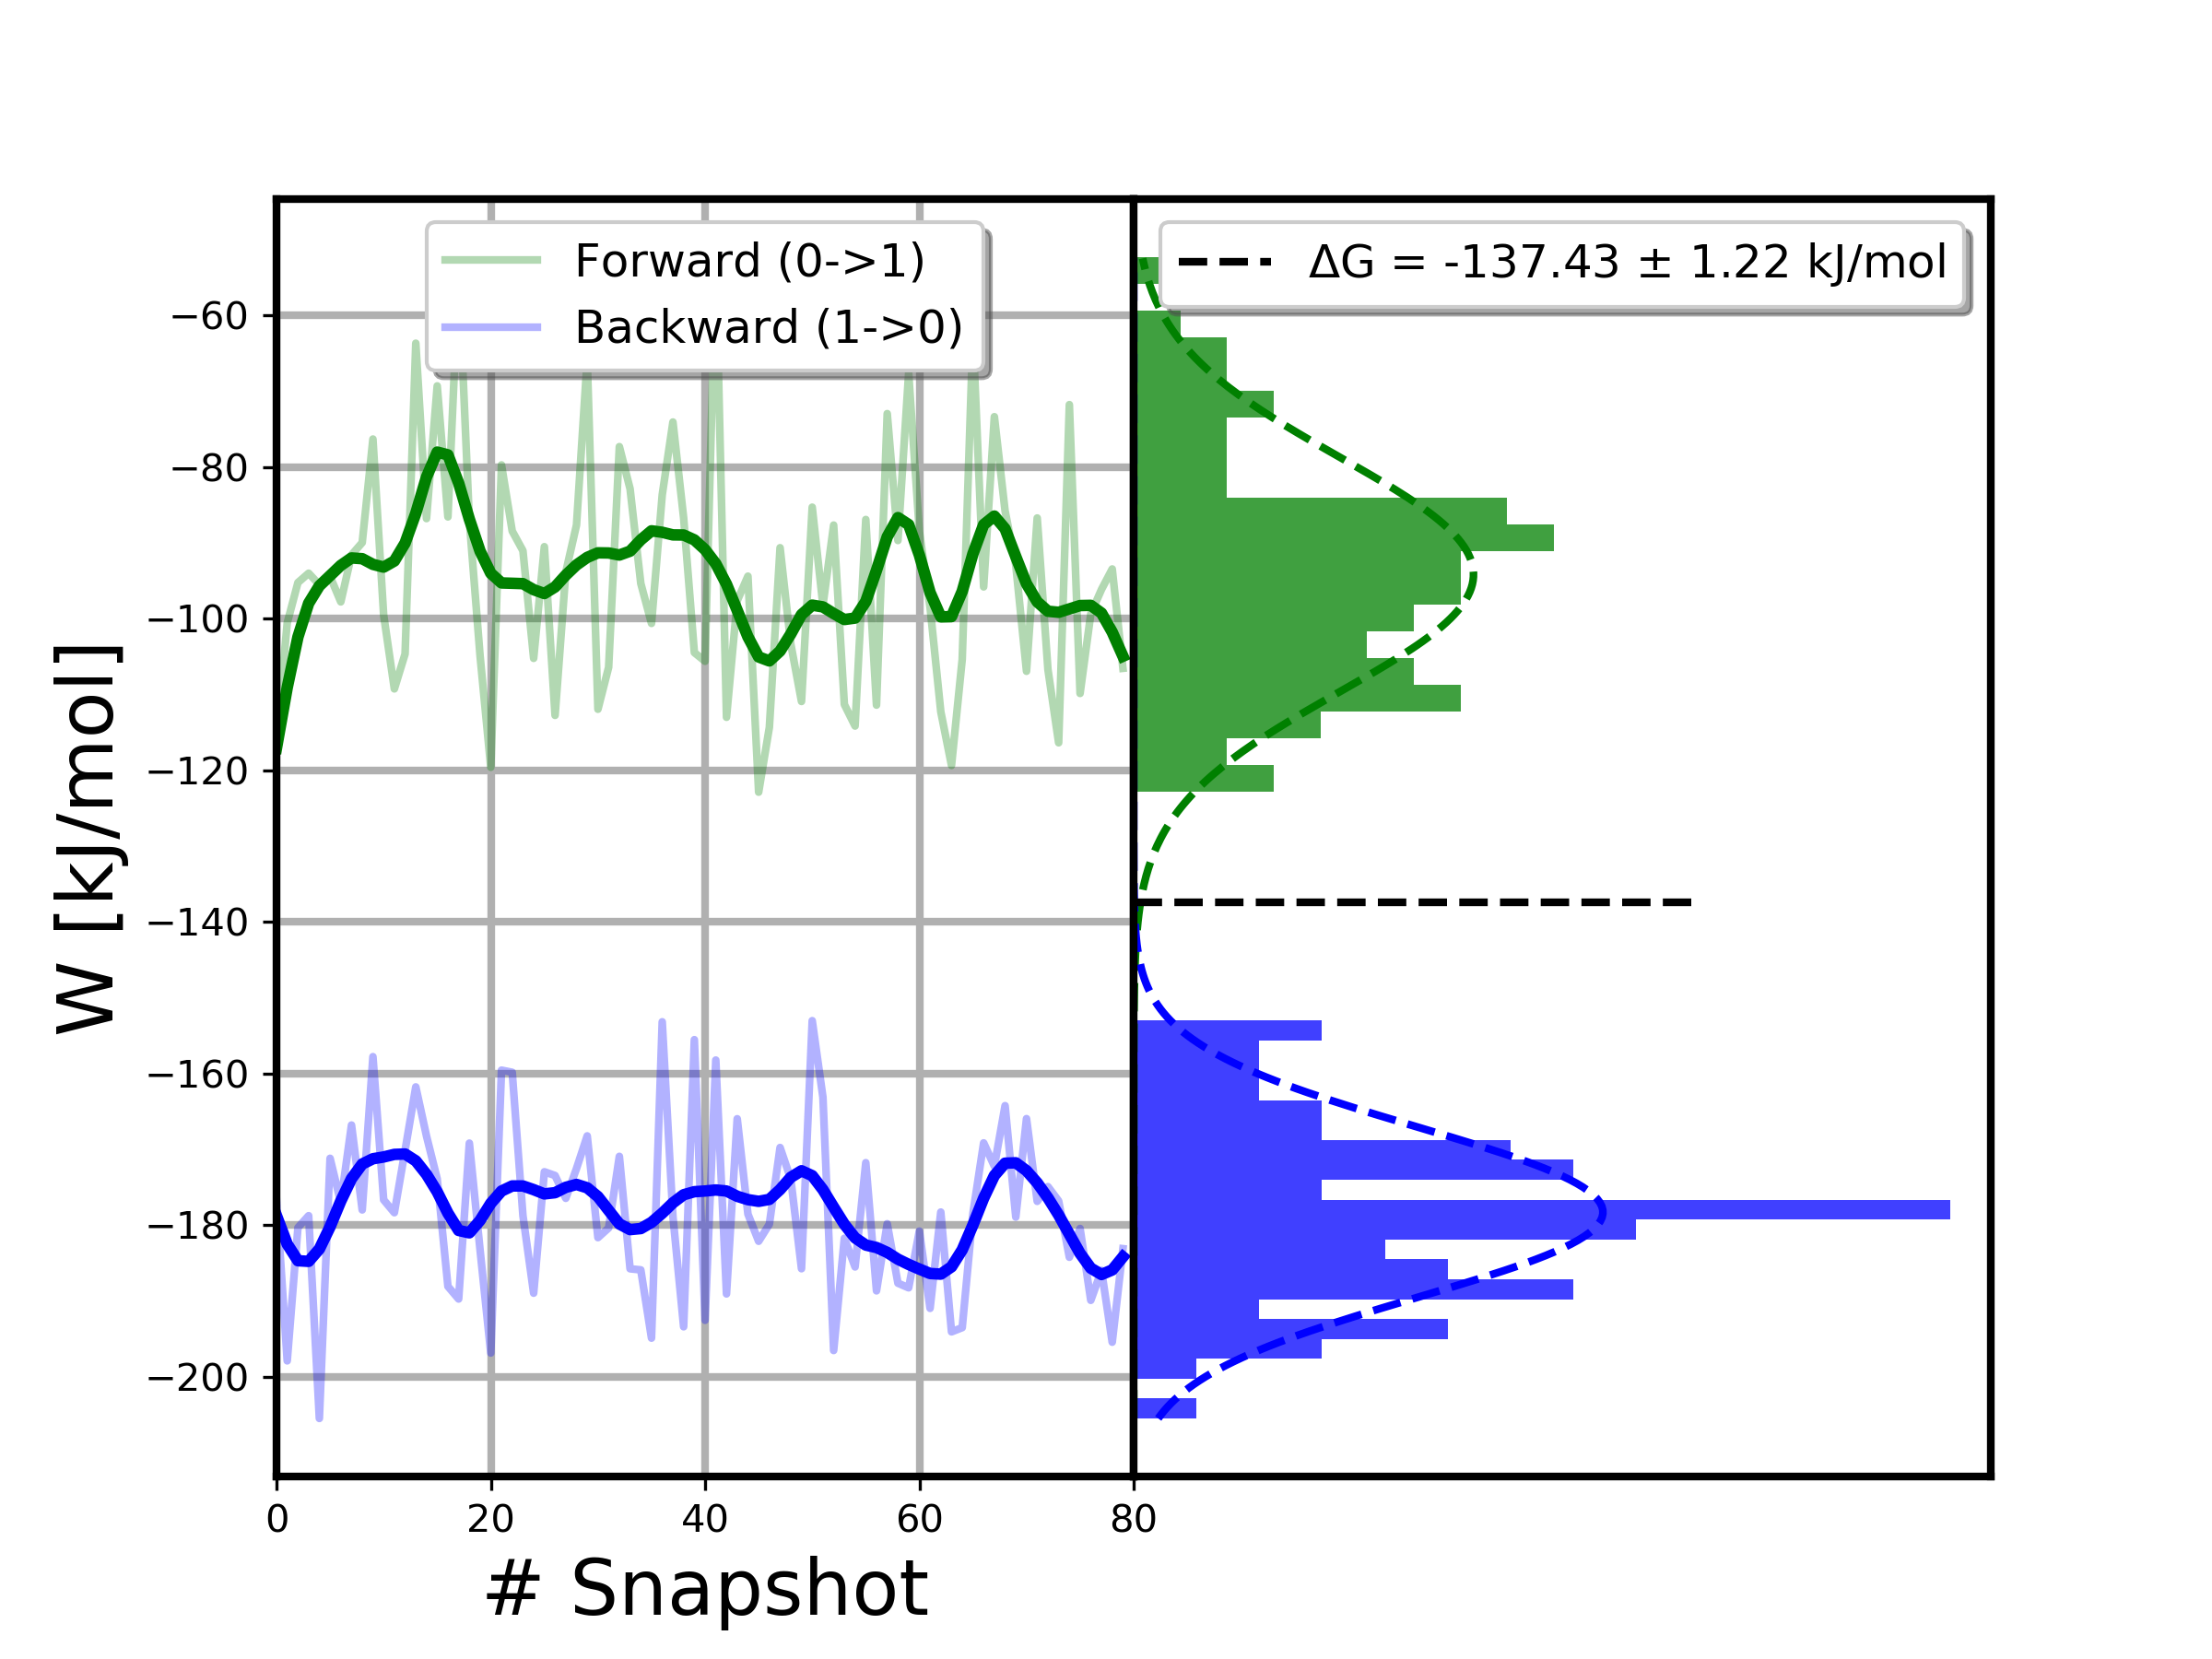 Forward (0->1)
Backward (1->0)
ΔG = -137.43 ± 1.22 kJ/mol
W [kJ/mol]
−60
−80
−100
−120
−140
−160
−180
−200
0 20 40 60 80
# Snapshot